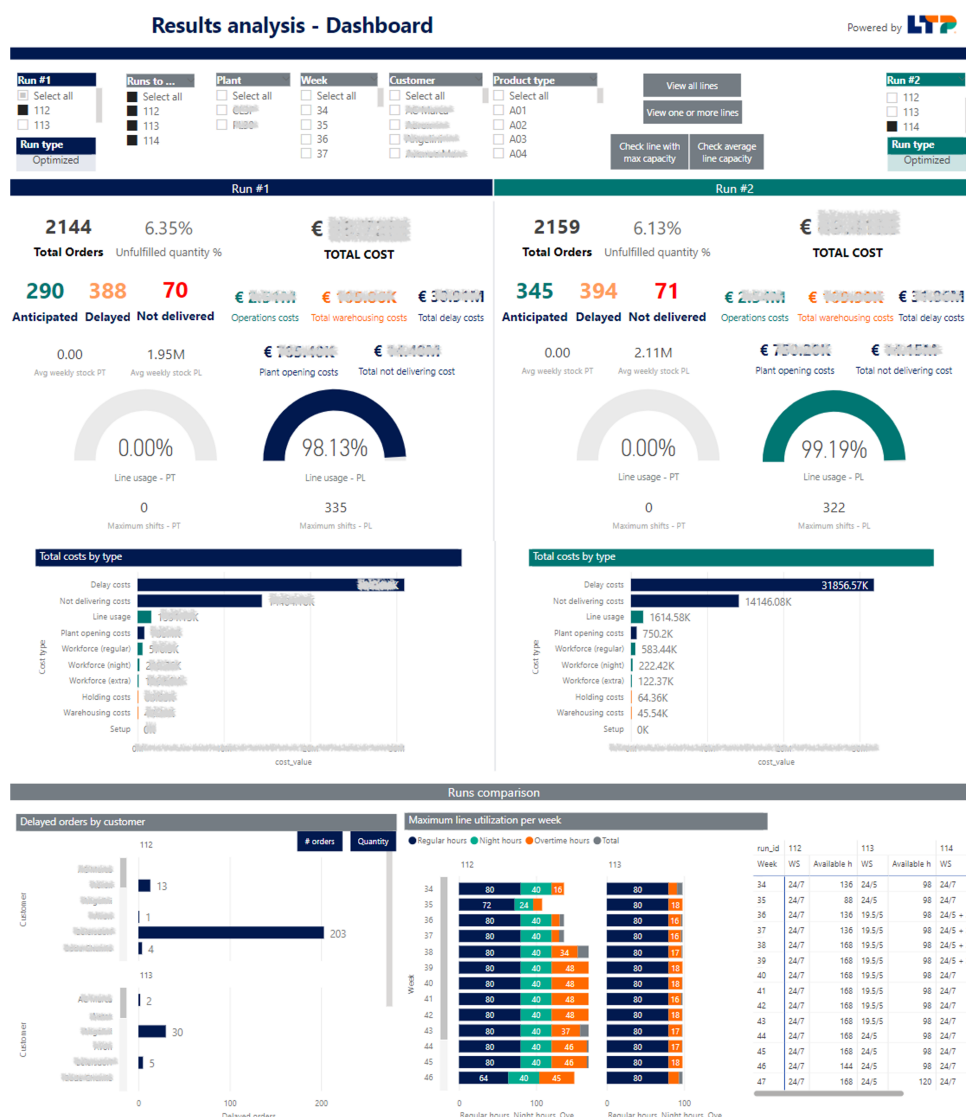 Results analysis - Dashboard
Powered by LTP
Run #1
Select all
112
113
Run type
Optimized
Runs to ...
Select all
112
113
114
Plant
Select all
Week
Select all
34
35
36
37
Customer
Select all
Product type
Select all
A01
A02
A03
A04
View all lines
View one or more lines
Check line with max capacity
Check average line capacity
Run #2
112
113
114
Run type
Optimized
Run #1
2144
Total Orders
6.35%
Unfulfilled quantity %
€
TOTAL COST
290
Anticipated
388
Delayed
70
Not delivered
€
Operations costs
€
Total warehousing costs
€
Total delay costs
0.00
Avg weekly stock PT
1.95M
Avg weekly stock PL
€
Plant opening costs
€
Total not delivering cost
0.00%
Line usage - PT
98.13%
Line usage - PL
0
Maximum shifts - PT
335
Maximum shifts - PL
Run #2
2159
Total Orders
6.13%
Unfulfilled quantity %
€
TOTAL COST
345
Anticipated
394
Delayed
71
Not delivered
€
Operations costs
€
Total warehousing costs
€
Total delay costs
0.00
Avg weekly stock PT
2.11M
Avg weekly stock PL
€
Plant opening costs
€
Total not delivering cost
0.00%
Line usage - PT
99.19%
Line usage - PL
0
Maximum shifts - PT
322
Maximum shifts - PL
Total costs by type
Cost type
Delay costs
Not delivering costs
Line usage
Plant opening costs
Workforce (regular)
Workforce (night)
Workforce (extra)
Holding costs
Warehousing costs
Setup
cost_value
Total costs by type
Cost type
Delay costs 31856.57K
Not delivering costs 14146.08K
Line usage 1614.58K
Plant opening costs 750.2K
Workforce (regular) 583.44K
Workforce (night) 222.42K
Workforce (extra) 122.37K
Holding costs 64.36K
Warehousing costs 45.54K
Setup 0K
cost_value
Runs comparison
Delayed orders by customer
# orders
Quantity
112
Customer
13
1
203
4
113
Customer
2
30
5
0 100 200
Delayed orders
Maximum line utilization per week
Regular hours Night hours Overtime hours Total
112 113
Week
34 80 40 16 80
35 72 24 80 18
36 80 40 80 16
37 80 40 80 16
38 80 40 34 80 17
39 80 40 48 80 18
40 80 40 48 80 18
41 80 40 48 80 16
42 80 40 48 80 18
43 80 40 37 80 17
44 80 40 46 80 17
45 80 40 46 80 18
46 64 40 45 80
0 100 0 100
Regular hours, Night hours, Ove... Regular hours, Night hours, Ove...
run_id 112 113 114
Week WS Available h WS Available h WS
34 24/7 136 24/5 98 24/7
35 24/7 88 24/5 98 24/7
36 24/7 136 19.5/5 98 24/5 +
37 24/7 136 19.5/5 98 24/5 +
38 24/7 168 19.5/5 98 24/5 +
39 24/7 168 19.5/5 98 24/5 +
40 24/7 168 19.5/5 98 24/7
41 24/7 168 19.5/5 98 24/7
42 24/7 168 19.5/5 98 24/7
43 24/7 168 19.5/5 98 24/7
44 24/7 168 24/5 98 24/7
45 24/7 168 24/5 98 24/7
46 24/7 144 24/5 98 24/7
47 24/7 168 24/5 120 24/7